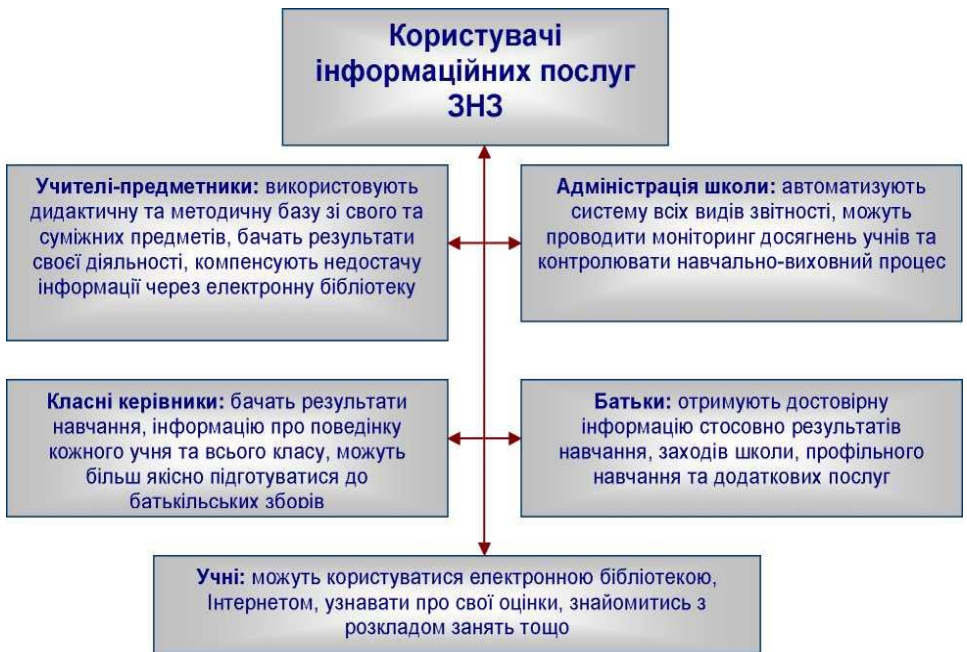 Користувачі
інформаційних послуг
ЗНЗ
Учителі-предметники: використовують
дидактичну та методичну базу зі свого та
суміжних предметів, бачать результати
своєї діяльності, компенсують недостачу
інформації через електронну бібліотеку
Адміністрація школи: автоматизують
систему всіх видів звітності, можуть
проводити моніторинг досягнень учнів та
контролювати навчально-виховний процес
Класні керівники: бачать результати
навчання, інформацію про поведінку
кожного учня та всього класу, можуть
більш якісно підготуватися до
батькільських зборів
Батьки: отримують достовірну
інформацію стосовно результатів
навчання, заходів школи, профільного
навчання та додаткових послуг
Учні: можуть користуватися електронною бібліотекою,
Інтернетом, узнавати про свої оцінки, знайомитись з
розкладом занять тощо